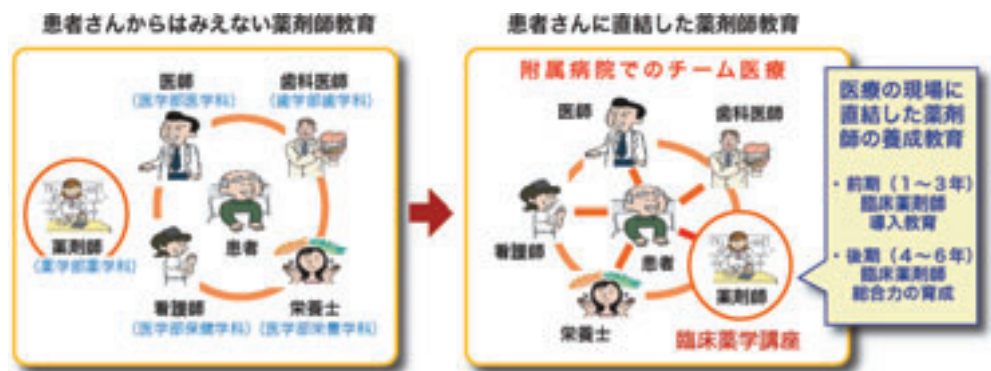 患者さんからはみえない薬剤師教育
医師
(医学部医学科)
歯科医師
(歯学部歯学科)
薬剤師
(薬学部薬学科)
患者
看護師
(医学部保健学科)
栄養士
(医学部栄養学科)
患者さんに直結した薬剤師教育
附属病院でのチーム医療
医師
歯科医師
看護師
患者
薬剤師
栄養士
臨床薬学講座
医療の現場に
直結した薬剤
師の養成教育
・前期(1～3年)
臨床薬剤師
導入教育
・後期(4～6年)
臨床薬剤師
総合力の育成